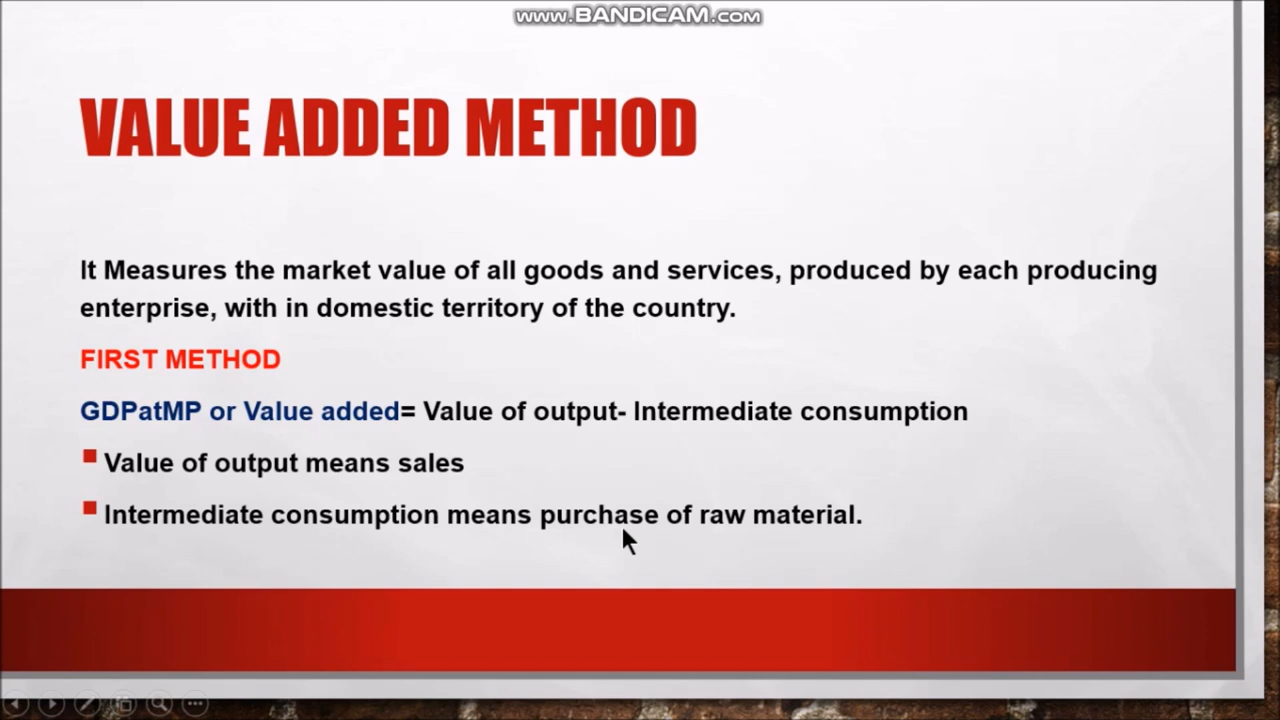 www.BANDICAM.com
VALUE ADDED METHOD
It Measures the market value of all goods and services, produced by each producing
enterprise, with in domestic territory of the country.
FIRST METHOD
GDPatMP or Value added= Value of output- Intermediate consumption
Value of output means sales
Intermediate consumption means purchase of raw material.